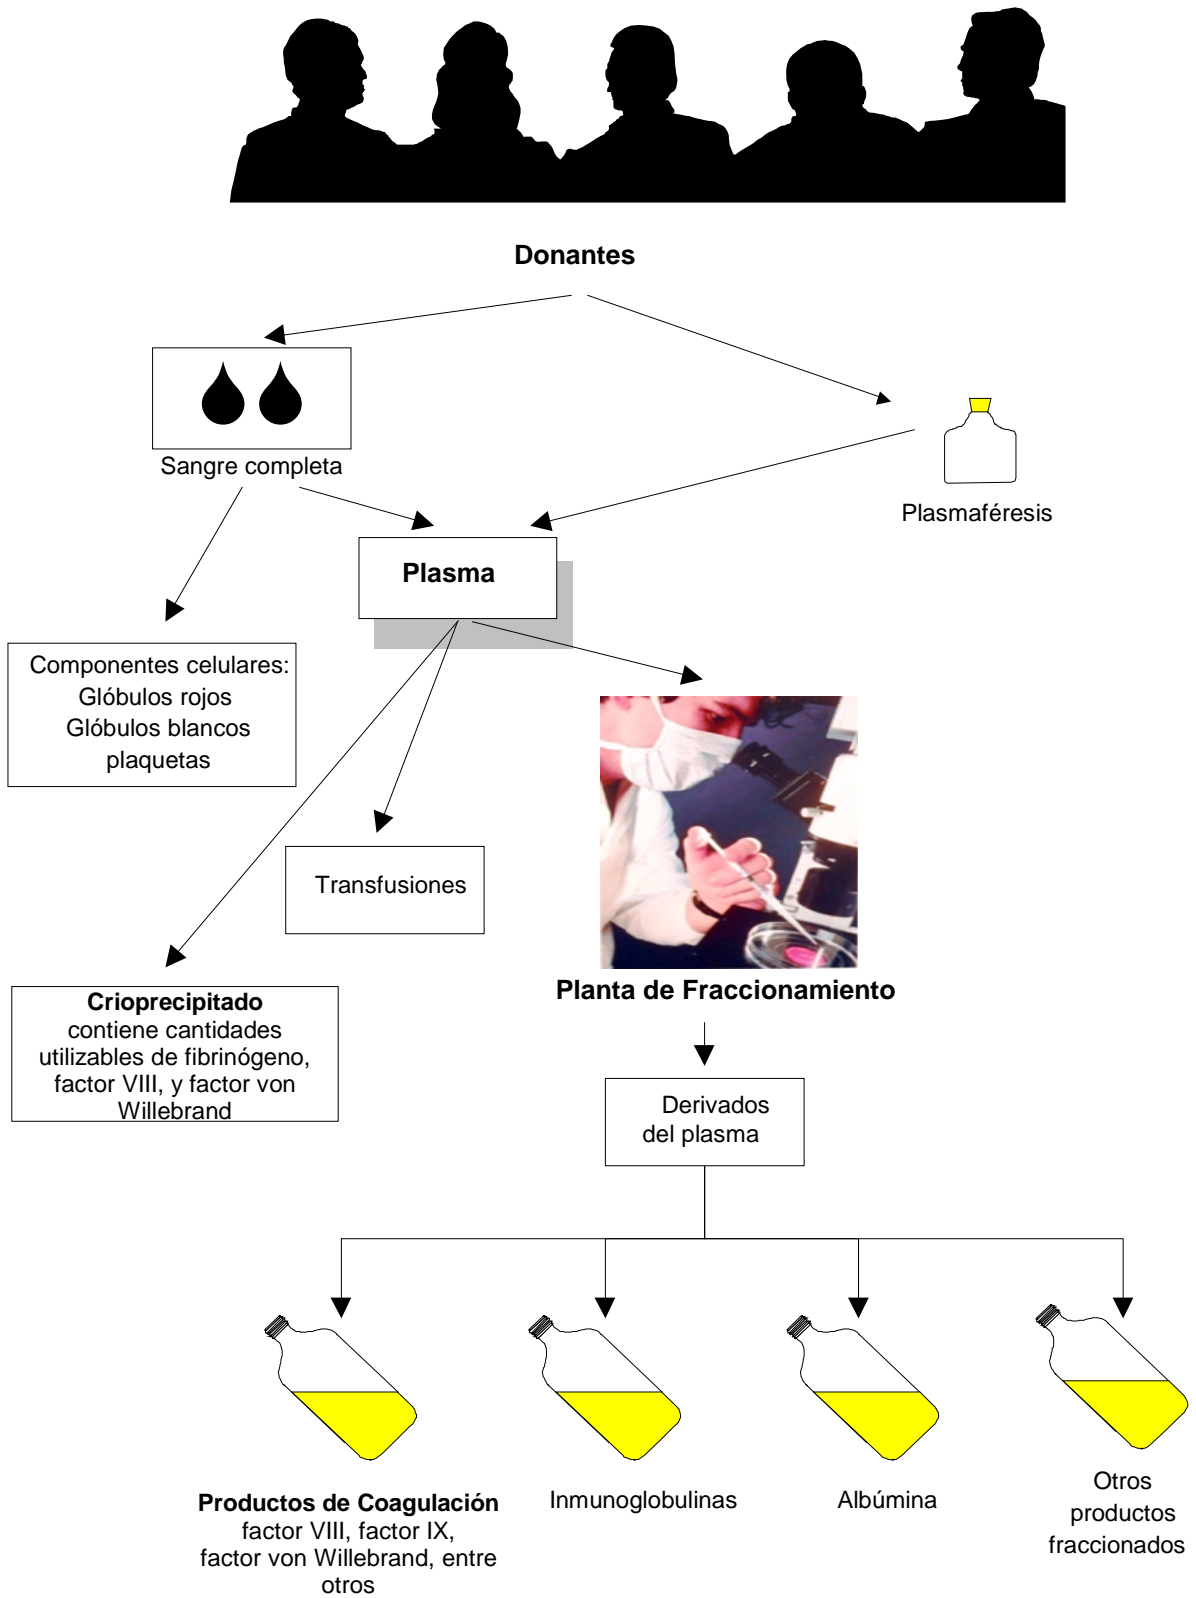 Donantes
Sangre completa
Plasmaféresis
Plasma
Componentes celulares:
Glóbulos rojos
Glóbulos blancos
plaquetas
Transfusiones
Crioprecipitado
contiene cantidades
utilizables de fibrinógeno,
factor VIII, y factor von
Willebrand
Planta de Fraccionamiento
Derivados
del plasma
Productos de Coagulación
factor VIII, factor IX,
factor von Willebrand, entre
otros
Inmunoglobulinas
Albúmina
Otros
productos
fraccionados